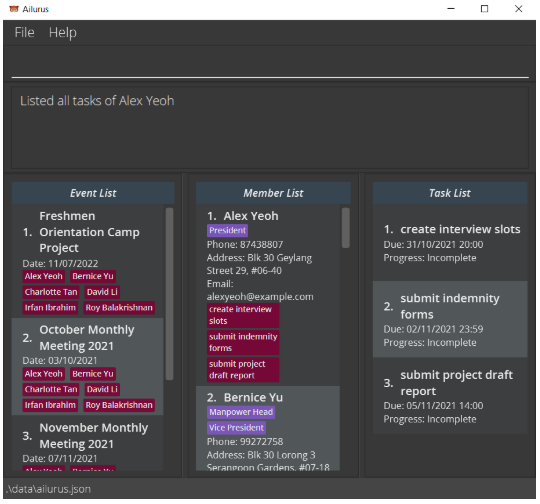 Ailurus
File Help
Listed all tasks of Alex Yeoh
Event List
Freshmen
1. Orientation Camp
Project
Date: 11/07/2022
Alex Yeoh Bernice Yu
Charlotte Tan David Li
Irfan Ibrahim Roy Balakrishnan
2. October Monthly
Meeting 2021
Date: 03/10/2021
Alex Yeoh Bernice Yu
Charlotte Tan David Li
Irfan Ibrahim Roy Balakrishnan
3. November Monthly
Meeting 2021
Date: 07/11/2021
Alex Yeoh Bernice Yu
Member List
1. Alex Yeoh
President
Phone: 87438807
Address: Blk 30 Geylang
Street 29, #06-40
Email:
alexyeoh@example.com
create interview
slots
submit indemnity
forms
submit project
draft report
2. Bernice Yu
Manpower Head
Vice President
Phone: 99272758
Address: Blk 30 Lorong 3
Serangoon Gardens, #07-18
Task List
1. create interview slots
Due: 31/10/2021 20:00
Progress: Incomplete
2. submit indemnity
forms
Due: 02/11/2021 23:59
Progress: Incomplete
3. submit project draft
report
Due: 05/11/2021 14:00
Progress: Incomplete
.\data\ailurus.json